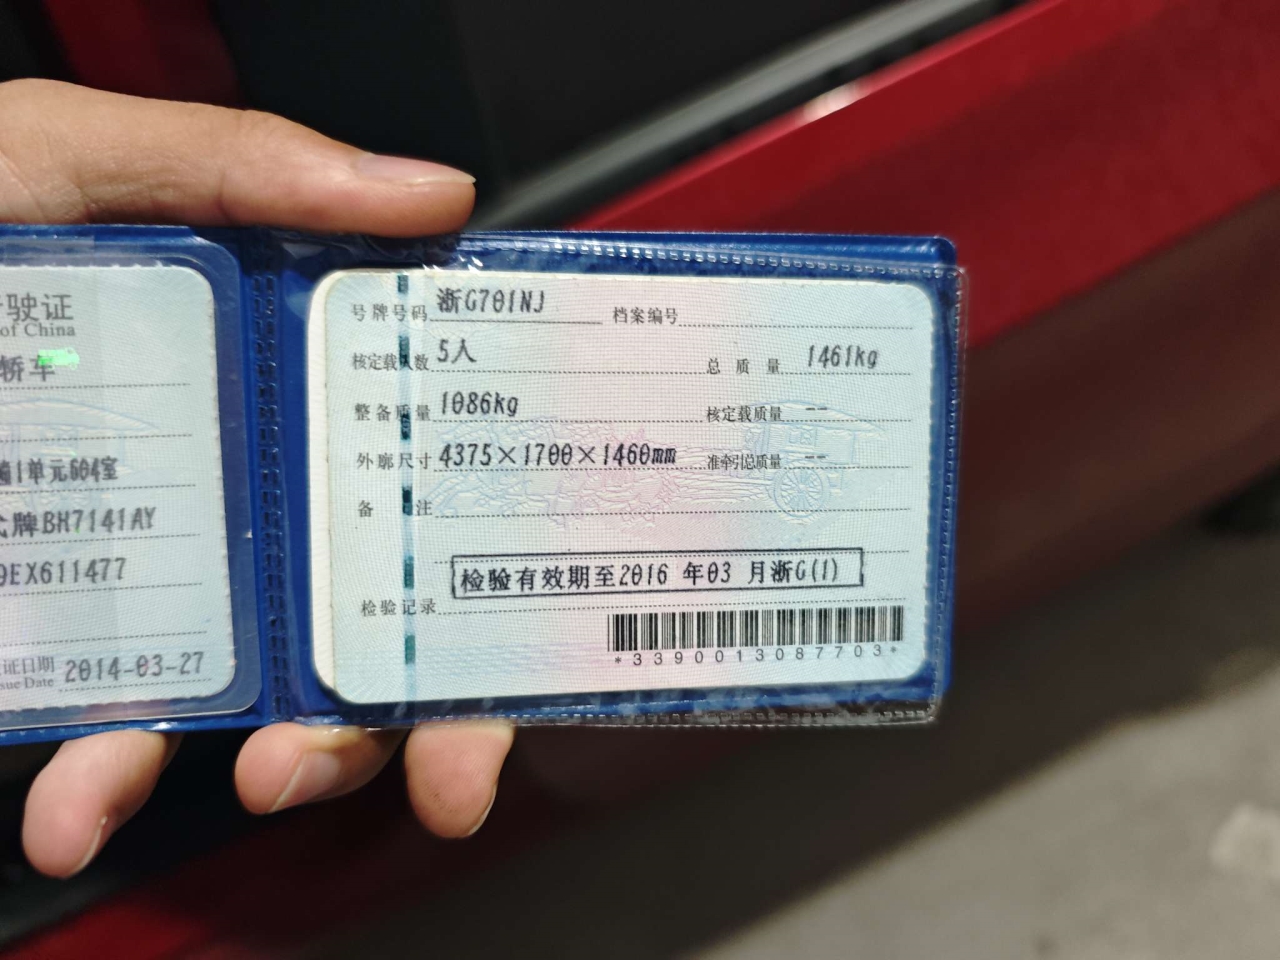 驶证
of China
轿车
1单元604室
牌BH7141AY
9EX611477
证日期 2014-03-27
sue Date
号牌号码 浙G701NJ 档案编号
核定载人数 5人 总质量 1461kg
整备质量 1086kg 核定载质量 --
外廓尺寸 4375×1700×1460mm 准牵引总质量 --
备注
检验有效期至2016 年03 月浙G(1)
检验记录
*3390013087703*